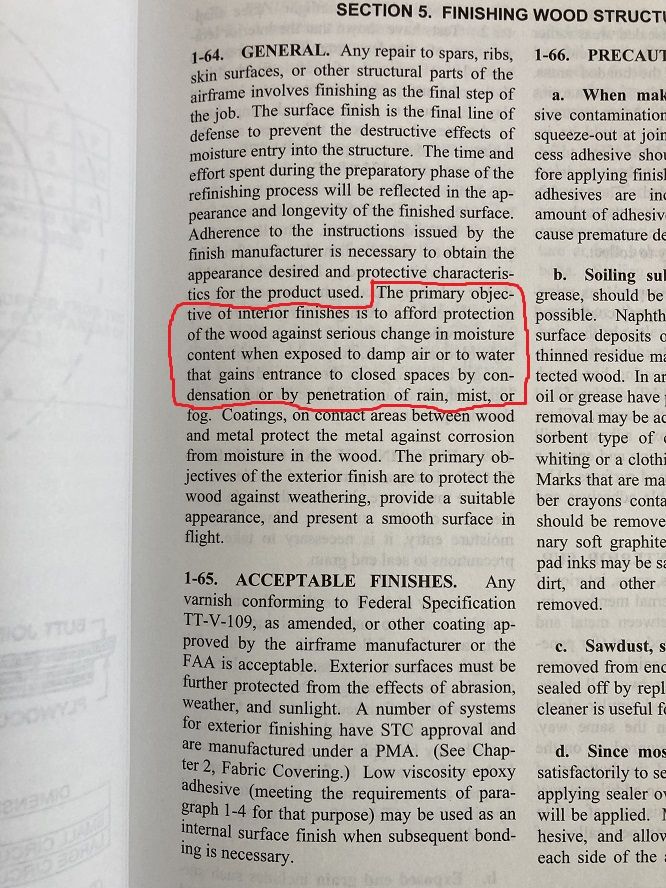 SECTION 5. FINISHING WOOD STRUCTU
1-64. GENERAL. Any repair to spars, ribs,
skin surfaces, or other structural parts of the
airframe involves finishing as the final step of
the job. The surface finish is the final line of
defense to prevent the destructive effects of
moisture entry into the structure. The time and
effort spent during the preparatory phase of the
refinishing process will be reflected in the ap-
pearance and longevity of the finished surface.
Adherence to the instructions issued by the
finish manufacturer is necessary to obtain the
appearance desired and protective characteris-
tics for the product used. The primary objec-
tive of interior finishes is to afford protection
of the wood against serious change in moisture
content when exposed to damp air or to water
that gains entrance to closed spaces by con-
densation or by penetration of rain, mist, or
fog. Coatings, on contact areas between wood
and metal protect the metal against corrosion
from moisture in the wood. The primary ob-
jectives of the exterior finish are to protect the
wood against weathering, provide a suitable
appearance, and present a smooth surface in
flight.
1-65. ACCEPTABLE FINISHES. Any
varnish conforming to Federal Specification
TT-V-109, as amended, or other coating ap-
proved by the airframe manufacturer or the
FAA is acceptable. Exterior surfaces must be
further protected from the effects of abrasion,
weather, and sunlight. A number of systems
for exterior finishing have STC approval and
are manufactured under a PMA. (See Chap-
ter 2, Fabric Covering.) Low viscosity epoxy
adhesive (meeting the requirements of para-
graph 1-4 for that purpose) may be used as an
internal surface finish when subsequent bond-
ing is necessary.
1-66. PRECAUT
a. When mak
sive contamination
squeeze-out at join
cess adhesive shou
fore applying finish
adhesives are inc
amount of adhesiv
cause premature de
b. Soiling sub
grease, should be
possible. Naphth
surface deposits o
thinned residue ma
tected wood. In ar
oil or grease have
removal may be ac
sorbent type of
whiting or a clothi
Marks that are ma
ber crayons conta
should be remove
nary soft graphite
pad inks may be sa
dirt, and other
removed.
c. Sawdust, s
removed from enc
sealed off by repl
cleaner is useful fo
d. Since mos
satisfactorily to se
applying sealer ov
will be applied.
hesive, and allow
each side of the